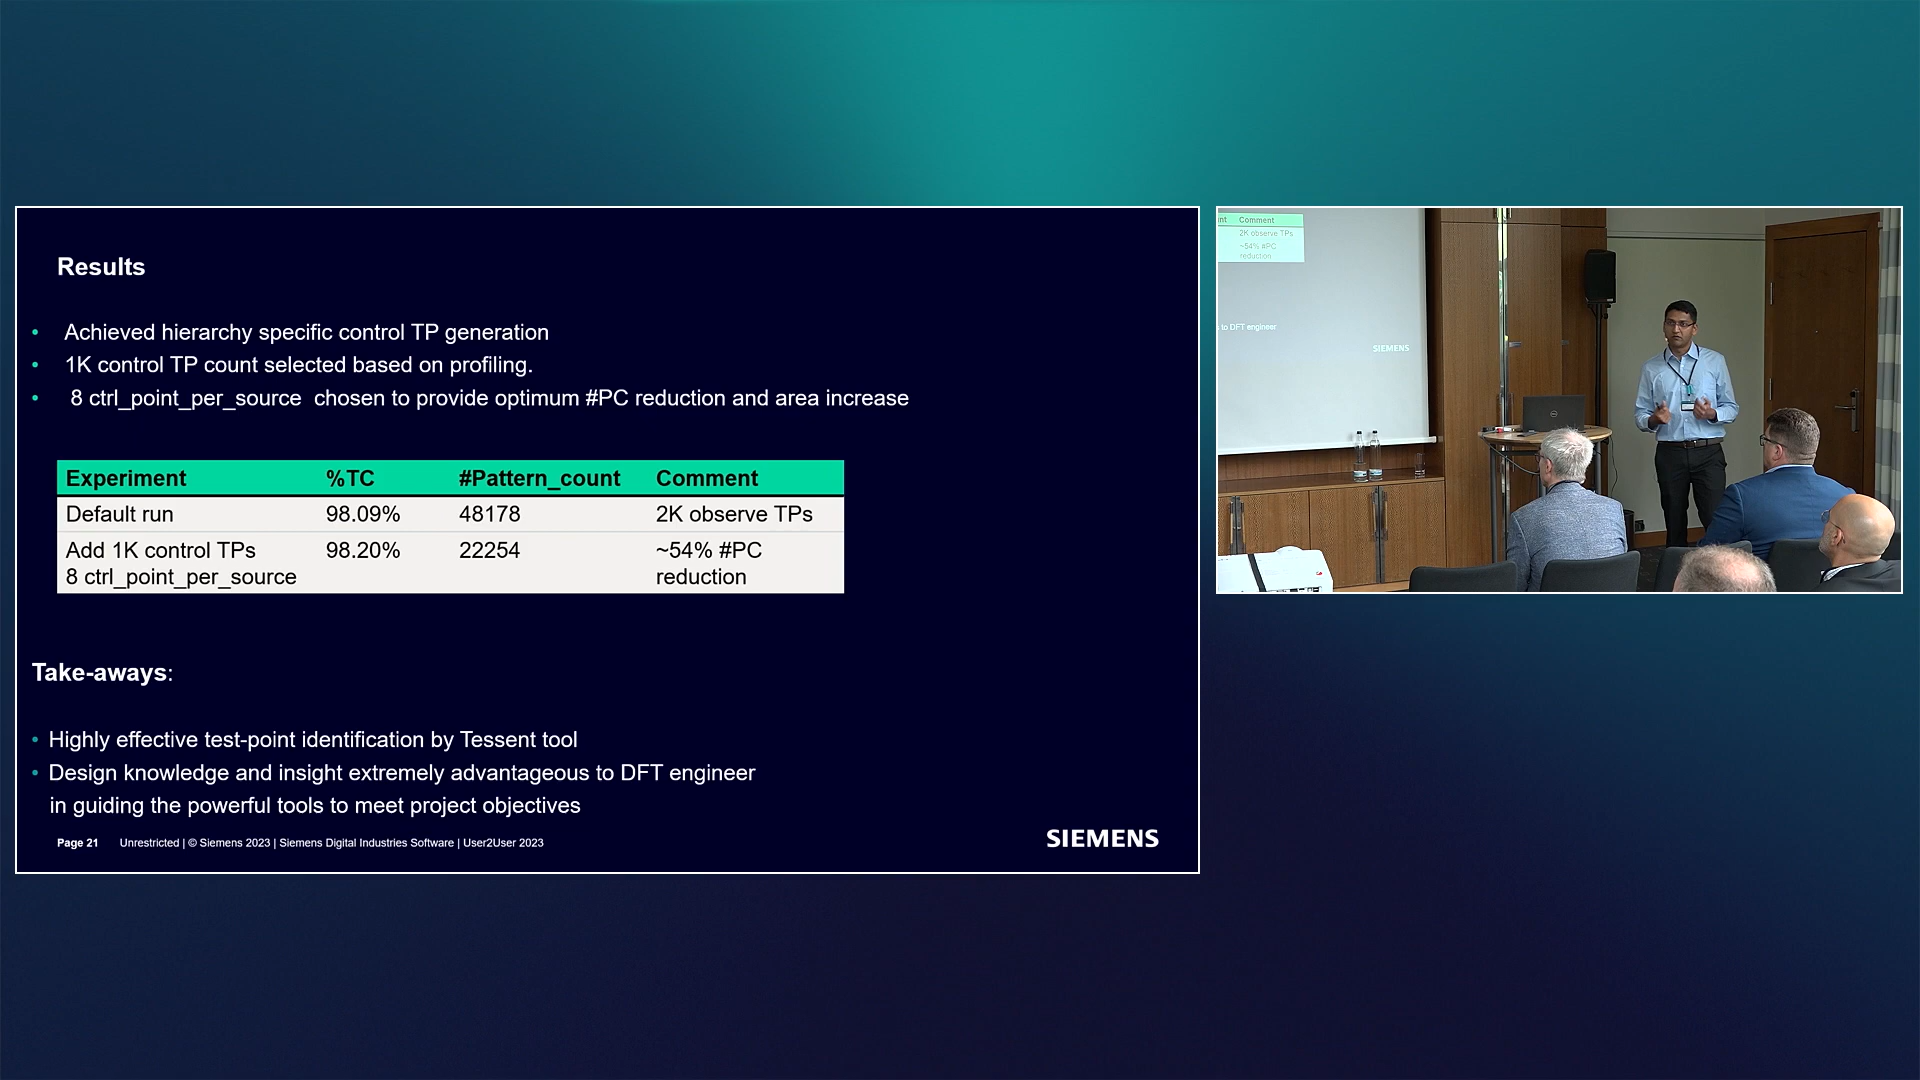 Results
• Achieved hierarchy specific control TP generation
• 1K control TP count selected based on profiling.
• 8 ctrl_point_per_source chosen to provide optimum #PC reduction and area increase
Experiment %TC #Pattern_count Comment
Default run 98.09% 48178 2K observe TPs
Add 1K control TPs 98.20% 22254 ~54% #PC
8 ctrl_point_per_source reduction
Take-aways:
• Highly effective test-point identification by Tessent tool
• Design knowledge and insight extremely advantageous to DFT engineer
in guiding the powerful tools to meet project objectives
Page 21 Unrestricted | © Siemens 2023 | Siemens Digital Industries Software | User2User 2023
SIEMENS
nt Comment
2K observe TPs
~54% #PC
reduction
to DFT engineer
SIEMENS